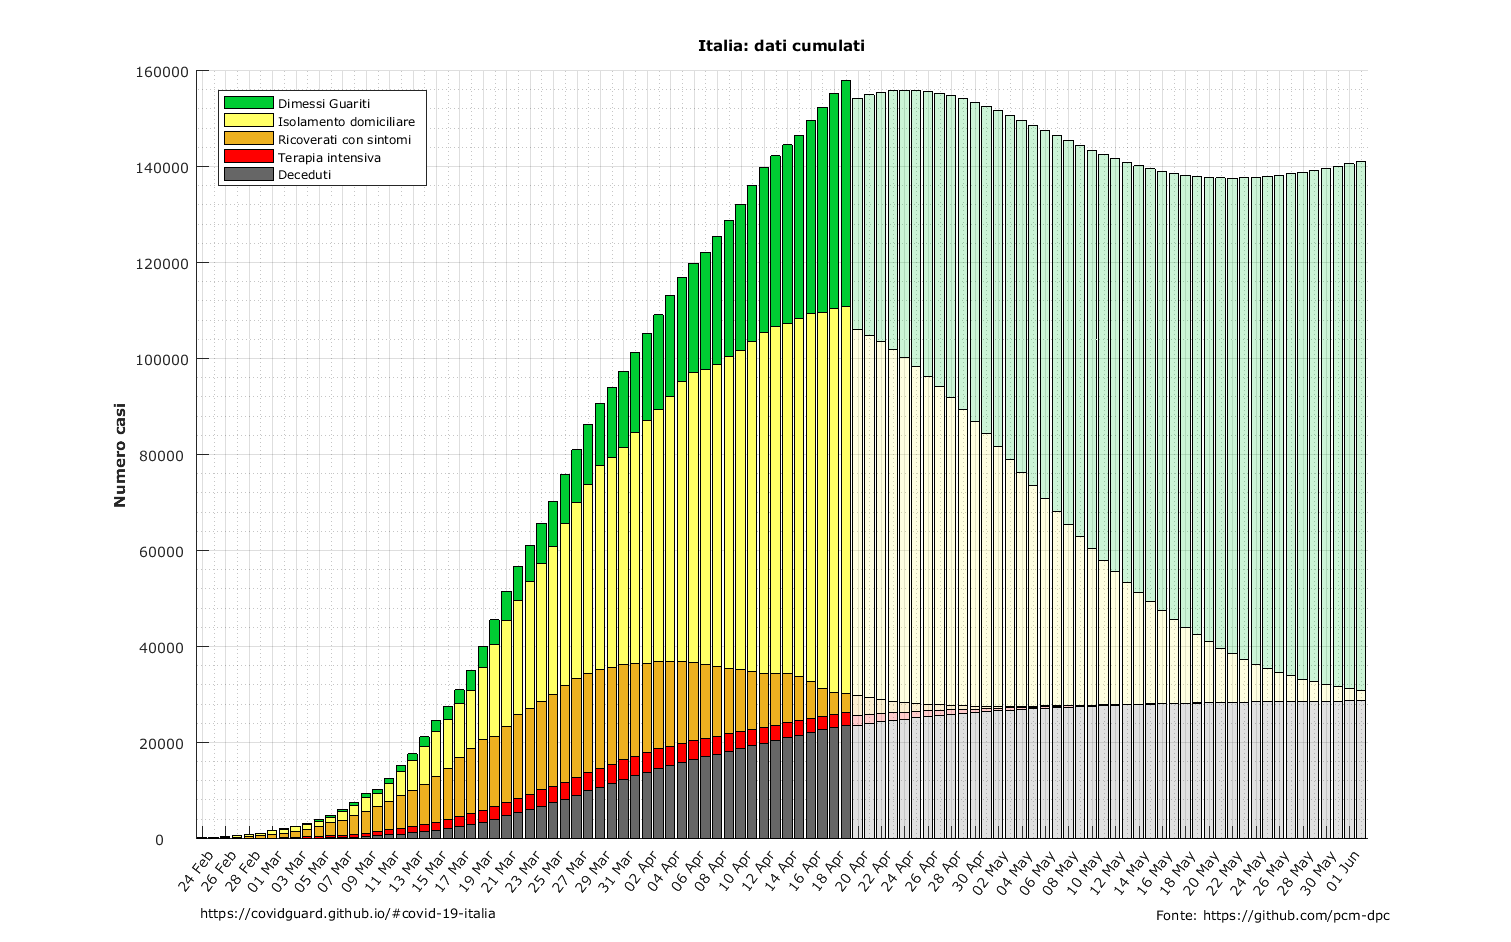 Italia: dati cumulati
Numero casi
160000
140000
120000
100000
80000
60000
40000
20000
0
Dimessi Guariti
Isolamento domiciliare
Ricoverati con sintomi
Terapia intensiva
Deceduti
24 Feb
26 Feb
28 Feb
01 Mar
03 Mar
05 Mar
07 Mar
09 Mar
11 Mar
13 Mar
15 Mar
17 Mar
19 Mar
21 Mar
23 Mar
25 Mar
27 Mar
29 Mar
31 Mar
02 Apr
04 Apr
06 Apr
08 Apr
10 Apr
12 Apr
14 Apr
16 Apr
18 Apr
20 Apr
22 Apr
24 Apr
26 Apr
28 Apr
30 Apr
02 May
04 May
06 May
08 May
10 May
12 May
14 May
16 May
18 May
20 May
22 May
24 May
26 May
28 May
30 May
01 Jun
https://covidguard.github.io/#covid-19-italia
Fonte: https://github.com/pcm-dpc